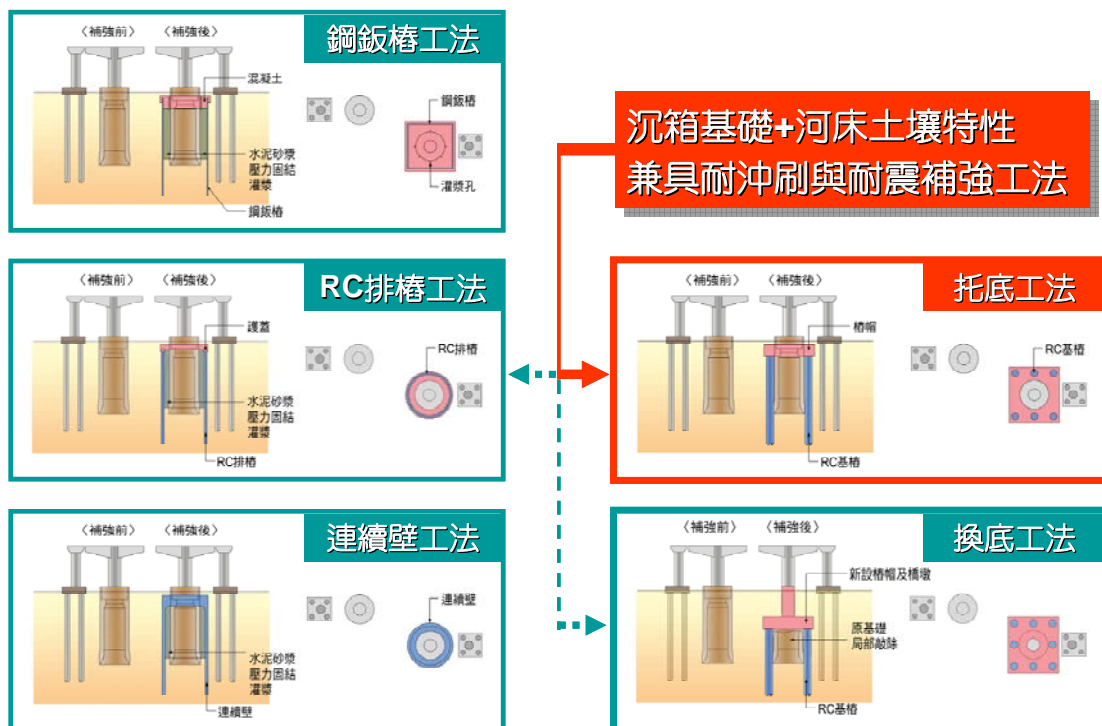 鋼鈑樁工法
〈補強前〉
〈補強後〉
混凝土
水泥砂漿
壓力固結
灌漿
鋼鈑樁
鋼鈑樁
灌漿孔
沉箱基礎+河床土壤特性
兼具耐沖刷與耐震補強工法
RC排樁工法
〈補強前〉
〈補強後〉
護蓋
水泥砂漿
壓力固結
灌漿
RC排樁
RC排樁
托底工法
〈補強前〉
〈補強後〉
樁帽
RC基樁
RC基樁
連續壁工法
〈補強前〉
〈補強後〉
水泥砂漿
壓力固結
灌漿
連續壁
連續壁
換底工法
〈補強前〉
〈補強後〉
新設樁帽及橋墩
原基礎
局部敲除
RC基樁